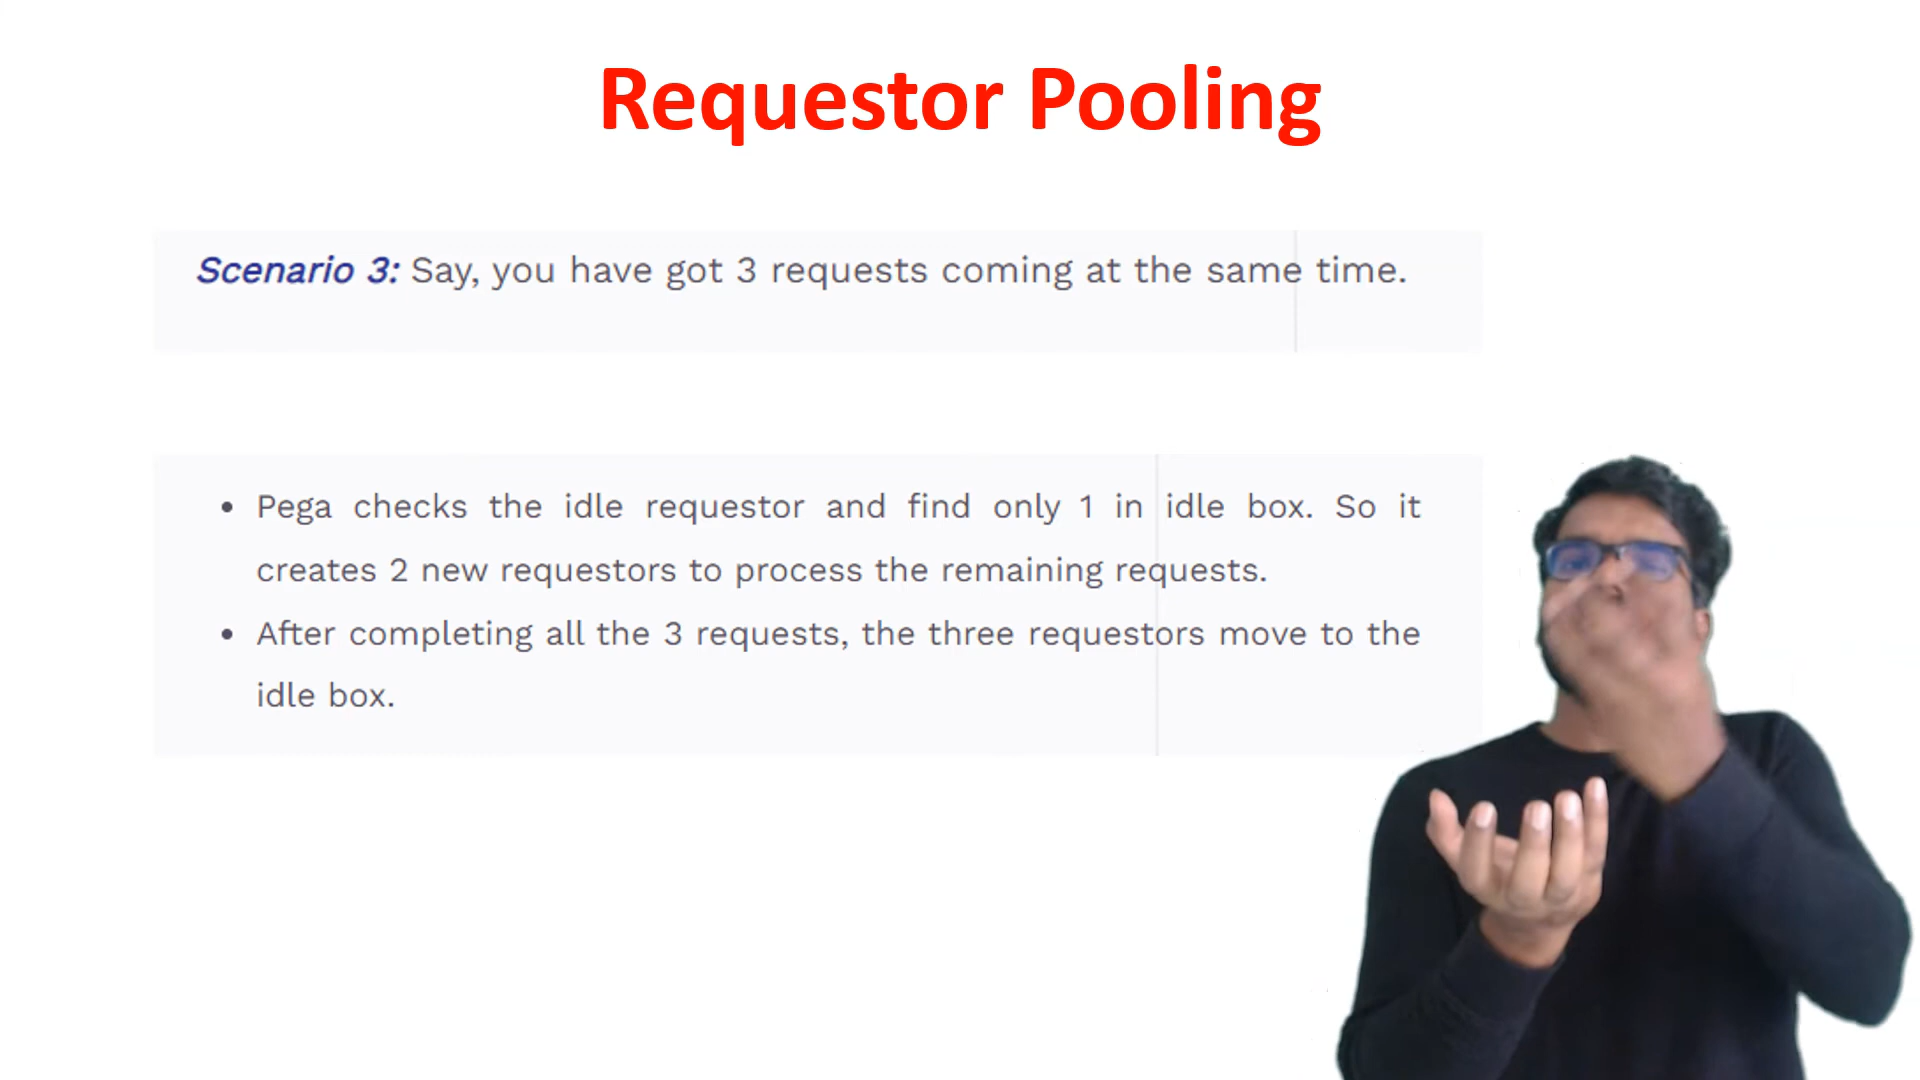 Requestor Pooling
Scenario 3: Say, you have got 3 requests coming at the same time.
• Pega checks the idle requestor and find only 1 in idle box. So it
creates 2 new requestors to process the remaining requests.
• After completing all the 3 requests, the three requestors move to the
idle box.